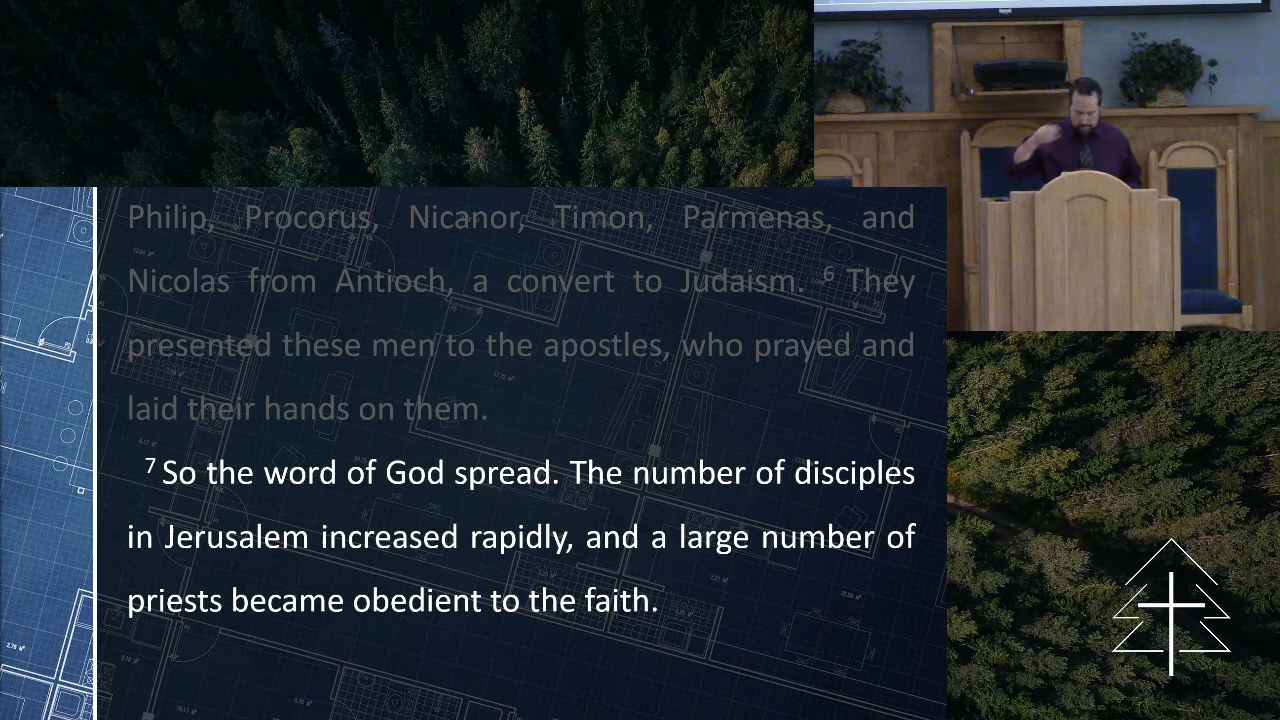 Philip, Procorus, Nicanor, Timon, Parmenas, and
Nicolas from Antioch, a convert to Judaism. ⁶ They
presented these men to the apostles, who prayed and
laid their hands on them.
⁷ So the word of God spread. The number of disciples
in Jerusalem increased rapidly, and a large number of
priests became obedient to the faith.